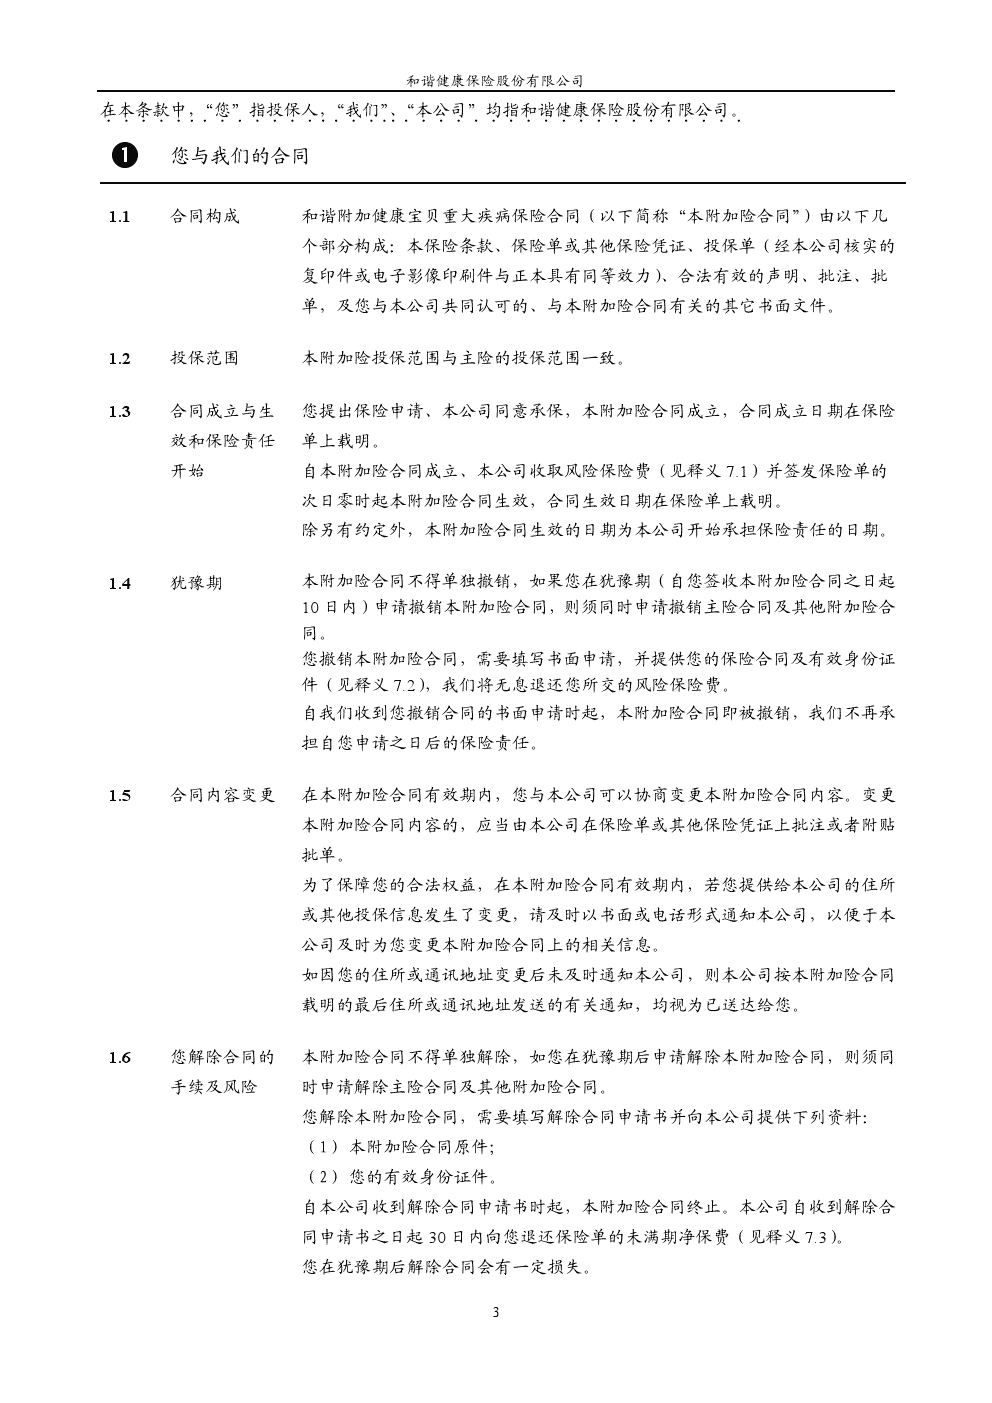 和谐健康保险股份有限公司
在本条款中，“您”指投保人，“我们”、“本公司”均指和谐健康保险股份有限公司。
1 您与我们的合同
1.1 合同构成 和谐附加健康宝贝重大疾病保险合同（以下简称“本附加险合同”）由以下几
个部分构成：本保险条款、保险单或其他保险凭证、投保单（经本公司核实的
复印件或电子影像印刷件与正本具有同等效力）、合法有效的声明、批注、批
单，及您与本公司共同认可的、与本附加险合同有关的其它书面文件。
1.2 投保范围 本附加险投保范围与主险的投保范围一致。
1.3 合同成立与生 您提出保险申请、本公司同意承保，本附加险合同成立，合同成立日期在保险
效和保险责任 单上载明。
开始 自本附加险合同成立、本公司收取风险保险费（见释义 7.1）并签发保险单的
次日零时起本附加险合同生效，合同生效日期在保险单上载明。
除另有约定外，本附加险合同生效的日期为本公司开始承担保险责任的日期。
1.4 犹豫期 本附加险合同不得单独撤销，如果您在犹豫期（自您签收本附加险合同之日起
10 日内）申请撤销本附加险合同，则须同时申请撤销主险合同及其他附加险合
同。
您撤销本附加险合同，需要填写书面申请，并提供您的保险合同及有效身份证
件（见释义 7.2），我们将无息退还您所交的风险保险费。
自我们收到您撤销合同的书面申请时起，本附加险合同即被撤销，我们不再承
担自您申请之日后的保险责任。
1.5 合同内容变更 在本附加险合同有效期内，您与本公司可以协商变更本附加险合同内容。变更
本附加险合同内容的，应当由本公司在保险单或其他保险凭证上批注或者附贴
批单。
为了保障您的合法权益，在本附加险合同有效期内，若您提供给本公司的住所
或其他投保信息发生了变更，请及时以书面或电话形式通知本公司，以便于本
公司及时为您变更本附加险合同上的相关信息。
如因您的住所或通讯地址变更后未及时通知本公司，则本公司按本附加险合同
载明的最后住所或通讯地址发送的有关通知，均视为已送达给您。
1.6 您解除合同的 本附加险合同不得单独解除，如您在犹豫期后申请解除本附加险合同，则须同
手续及风险 时申请解除主险合同及其他附加险合同。
您解除本附加险合同，需要填写解除合同申请书并向本公司提供下列资料：
（1） 本附加险合同原件；
（2） 您的有效身份证件。
自本公司收到解除合同申请书时起，本附加险合同终止。本公司自收到解除合
同申请书之日起 30 日内向您退还保险单的未满期净保费（见释义 7.3）。
您在犹豫期后解除合同会有一定损失。
3